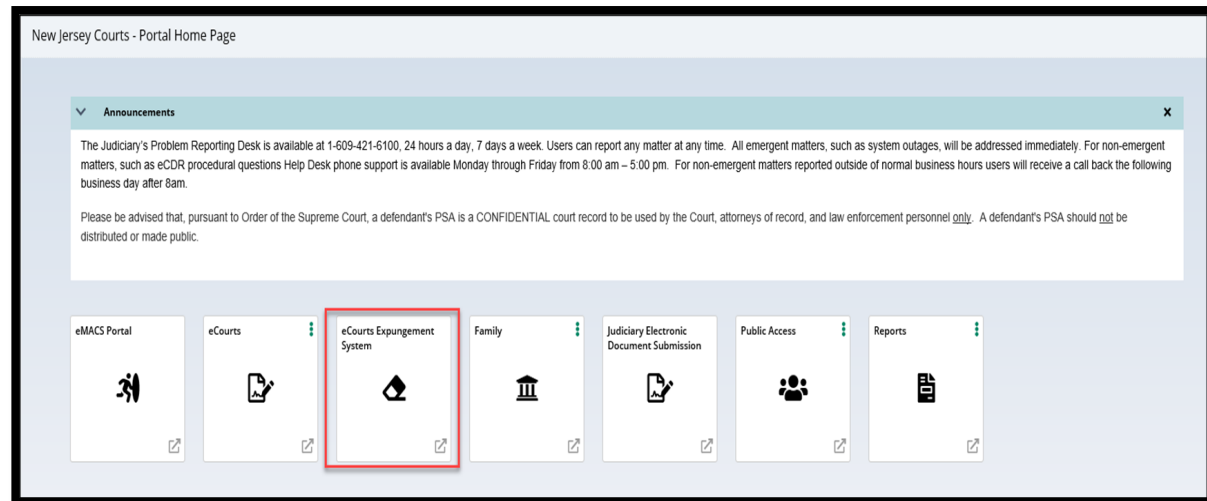 New Jersey Courts - Portal Home Page
Announcements
The Judiciary's Problem Reporting Desk is available at 1-609-421-6100, 24 hours a day, 7 days a week. Users can report any matter at any time. All emergent matters, such as system outages, will be addressed immediately. For non-emergent
matters, such as eCDR procedural questions Help Desk phone support is available Monday through Friday from 8:00 am – 5:00 pm. For non-emergent matters reported outside of normal business hours users will receive a call back the following
business day after 8am.
Please be advised that, pursuant to Order of the Supreme Court, a defendant's PSA is a CONFIDENTIAL court record to be used by the Court, attorneys of record, and law enforcement personnel only. A defendant's PSA should not be
distributed or made public.
eMACS Portal
eCourts
eCourts Expungement
System
Family
Judiciary Electronic
Document Submission
Public Access
Reports